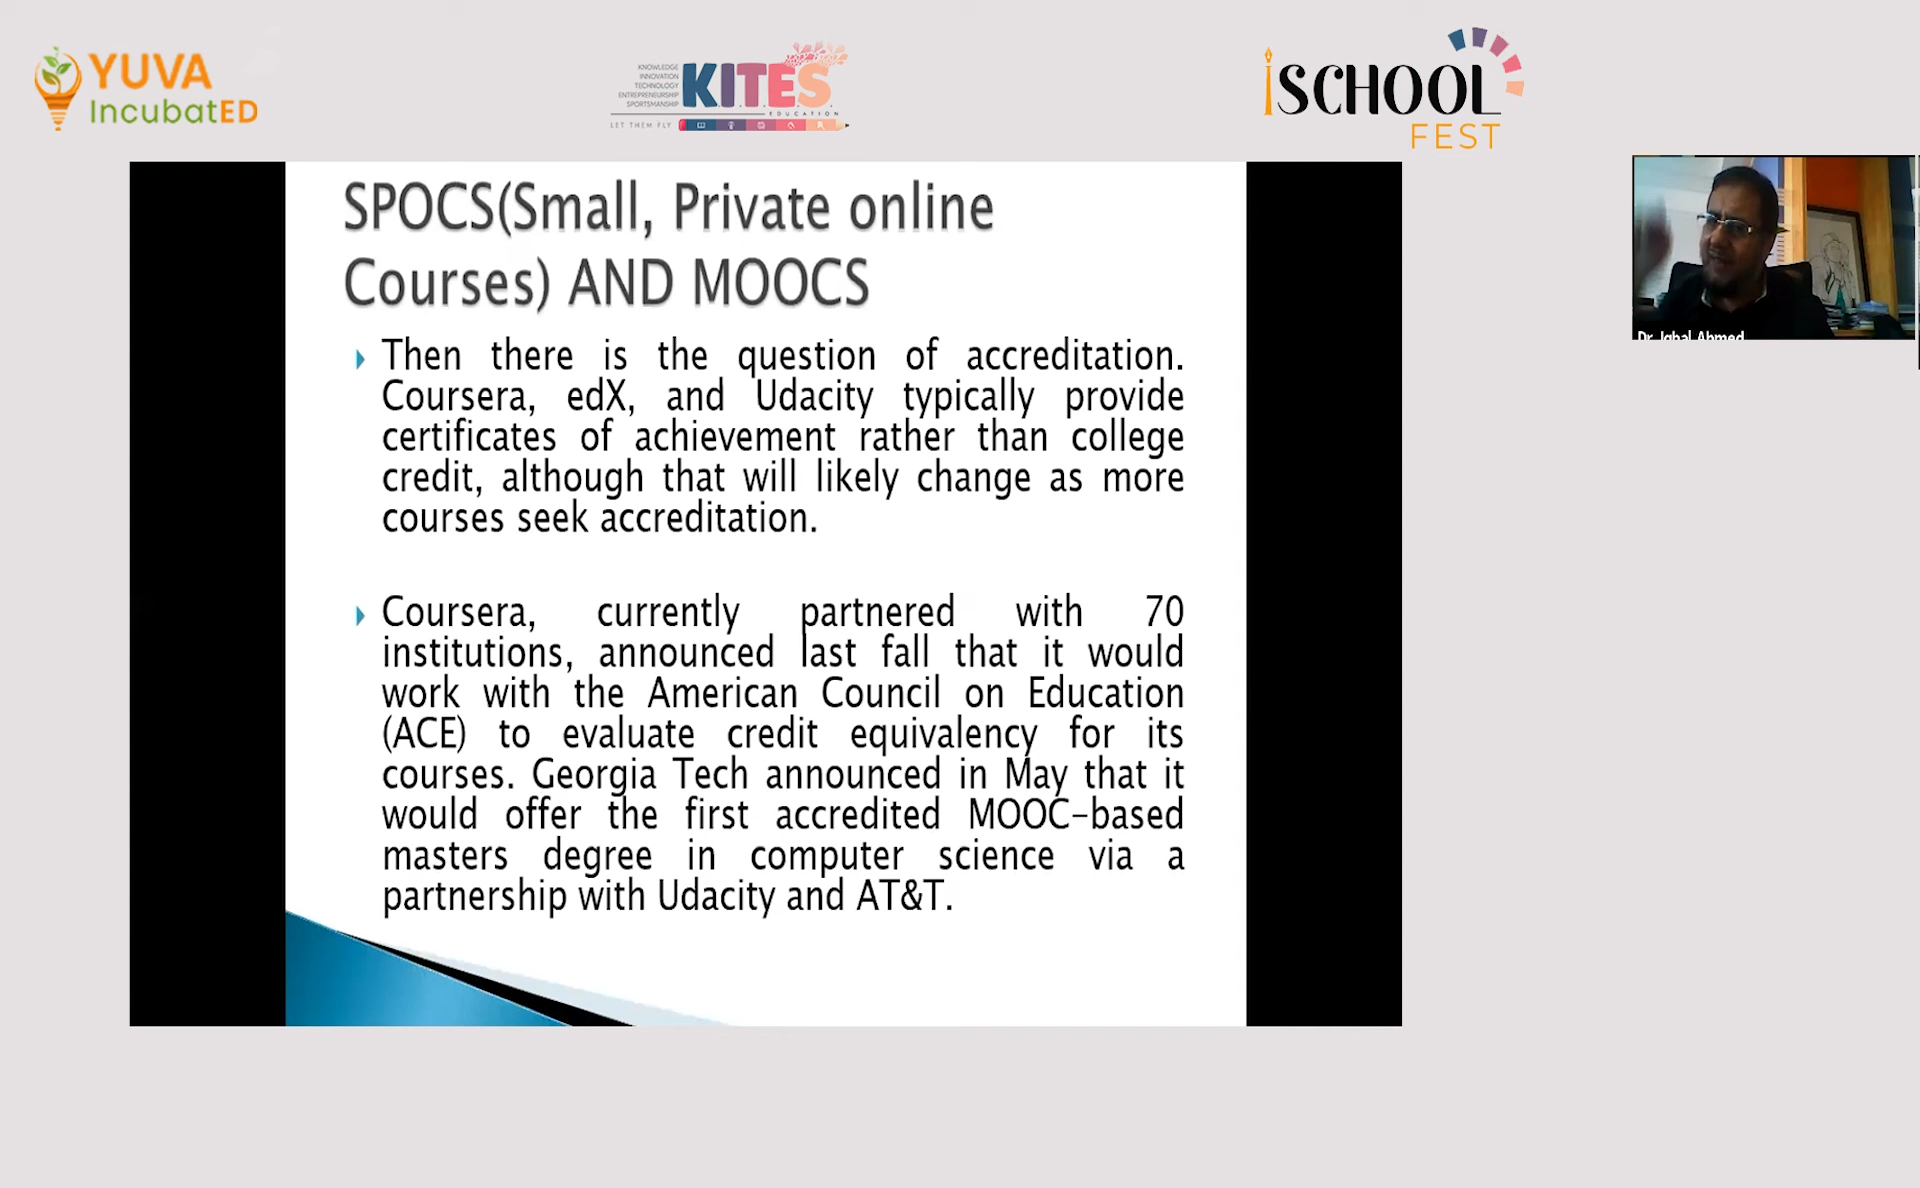 YUVA
IncubatED
KNOWLEDGE
INNOVATION
TECHNOLOGY
ENTREPRENEURSHIP
SPORTSMANSHIP
K.I.T.E.S
EDUCATION
LET THEM FLY
iSCHOOL
FEST
SPOCS(Small, Private online
Courses) AND MOOCS
Then there is the question of accreditation.
Coursera, edX, and Udacity typically provide
certificates of achievement rather than college
credit, although that will likely change as more
courses seek accreditation.
Coursera, currently partnered with 70
institutions, announced last fall that it would
work with the American Council on Education
(ACE) to evaluate credit equivalency for its
courses. Georgia Tech announced in May that it
would offer the first accredited MOOC-based
masters degree in computer science via a
partnership with Udacity and AT&T.
Dr. Iqbal Ahmed